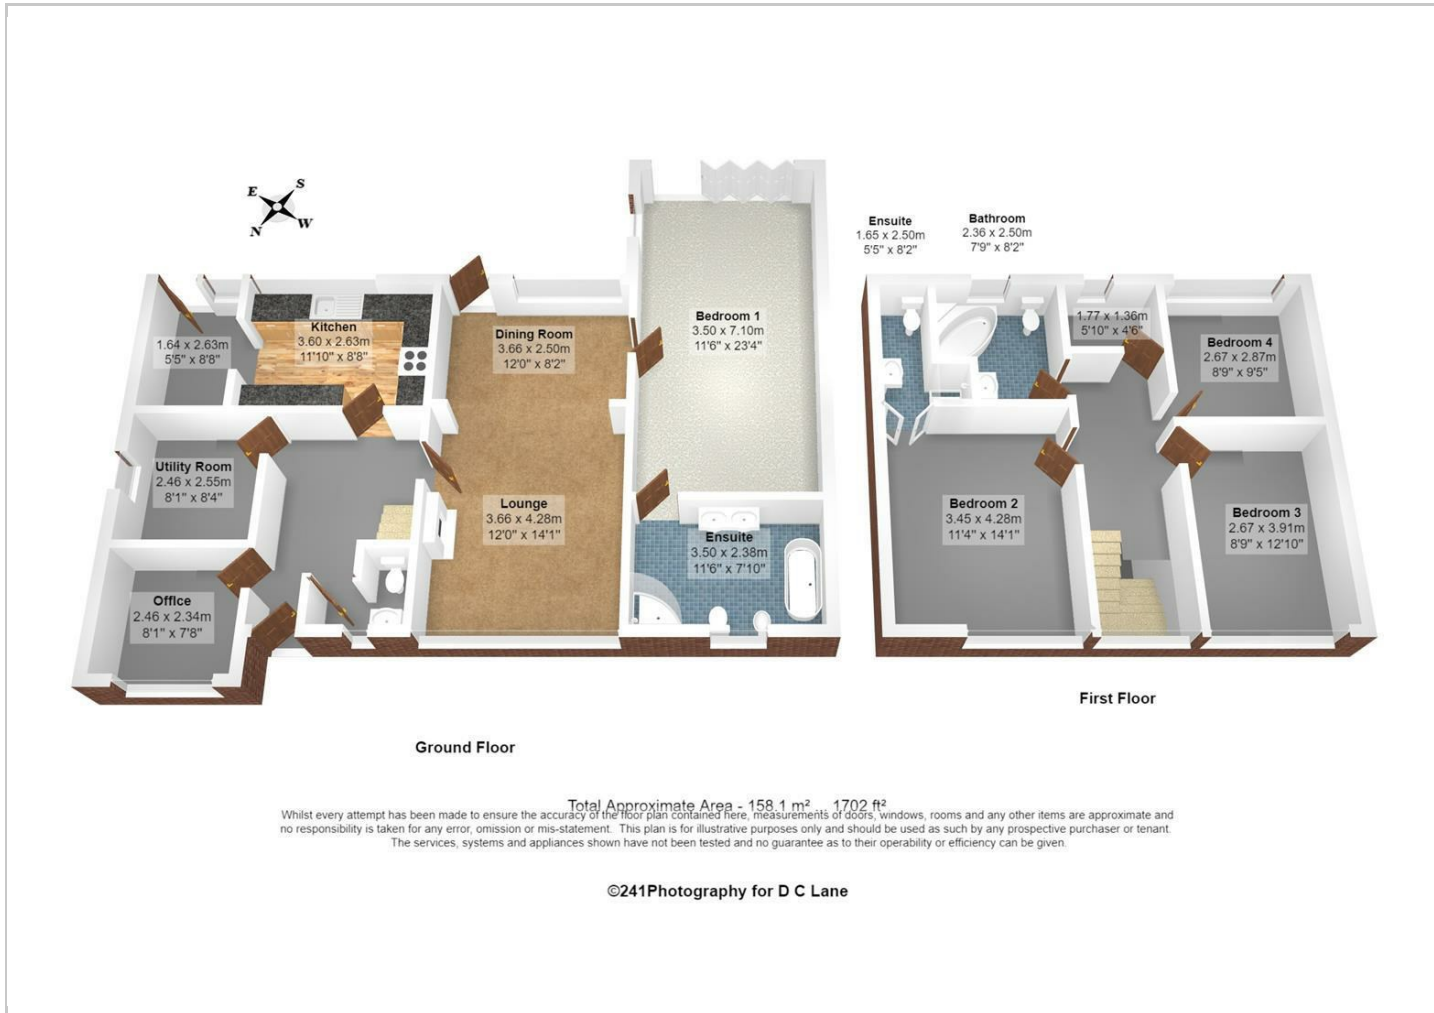 E
S
N
W
Kitchen
3.60 x 2.63m
11'10" x 8'8"
1.64 x 2.63m
5'5" x 8'8"
Dining Room
3.66 x 2.50m
12'0" x 8'2"
Bedroom 1
3.50 x 7.10m
11'6" x 23'4"
Utility Room
2.46 x 2.55m
8'1" x 8'4"
Lounge
3.66 x 4.28m
12'0" x 14'1"
Ensuite
3.50 x 2.38m
11'6" x 7'10"
Office
2.46 x 2.34m
8'1" x 7'8"
Ground Floor
Ensuite
1.65 x 2.50m
5'5" x 8'2"
Bathroom
2.36 x 2.50m
7'9" x 8'2"
1.77 x 1.36m
5'10" x 4'6"
Bedroom 4
2.67 x 2.87m
8'9" x 9'5"
Bedroom 2
3.45 x 4.28m
11'4" x 14'1"
Bedroom 3
2.67 x 3.91m
8'9" x 12'10"
First Floor
Total Approximate Area - 158.1 m² ... 1702 ft²
Whilst every attempt has been made to ensure the accuracy of the floor plan contained here, measurements of doors, windows, rooms and any other items are approximate and
no responsibility is taken for any error, omission or mis-statement. This plan is for illustrative purposes only and should be used as such by any prospective purchaser or tenant.
The services, systems and appliances shown have not been tested and no guarantee as to their operability or efficiency can be given.
©241Photography for D C Lane